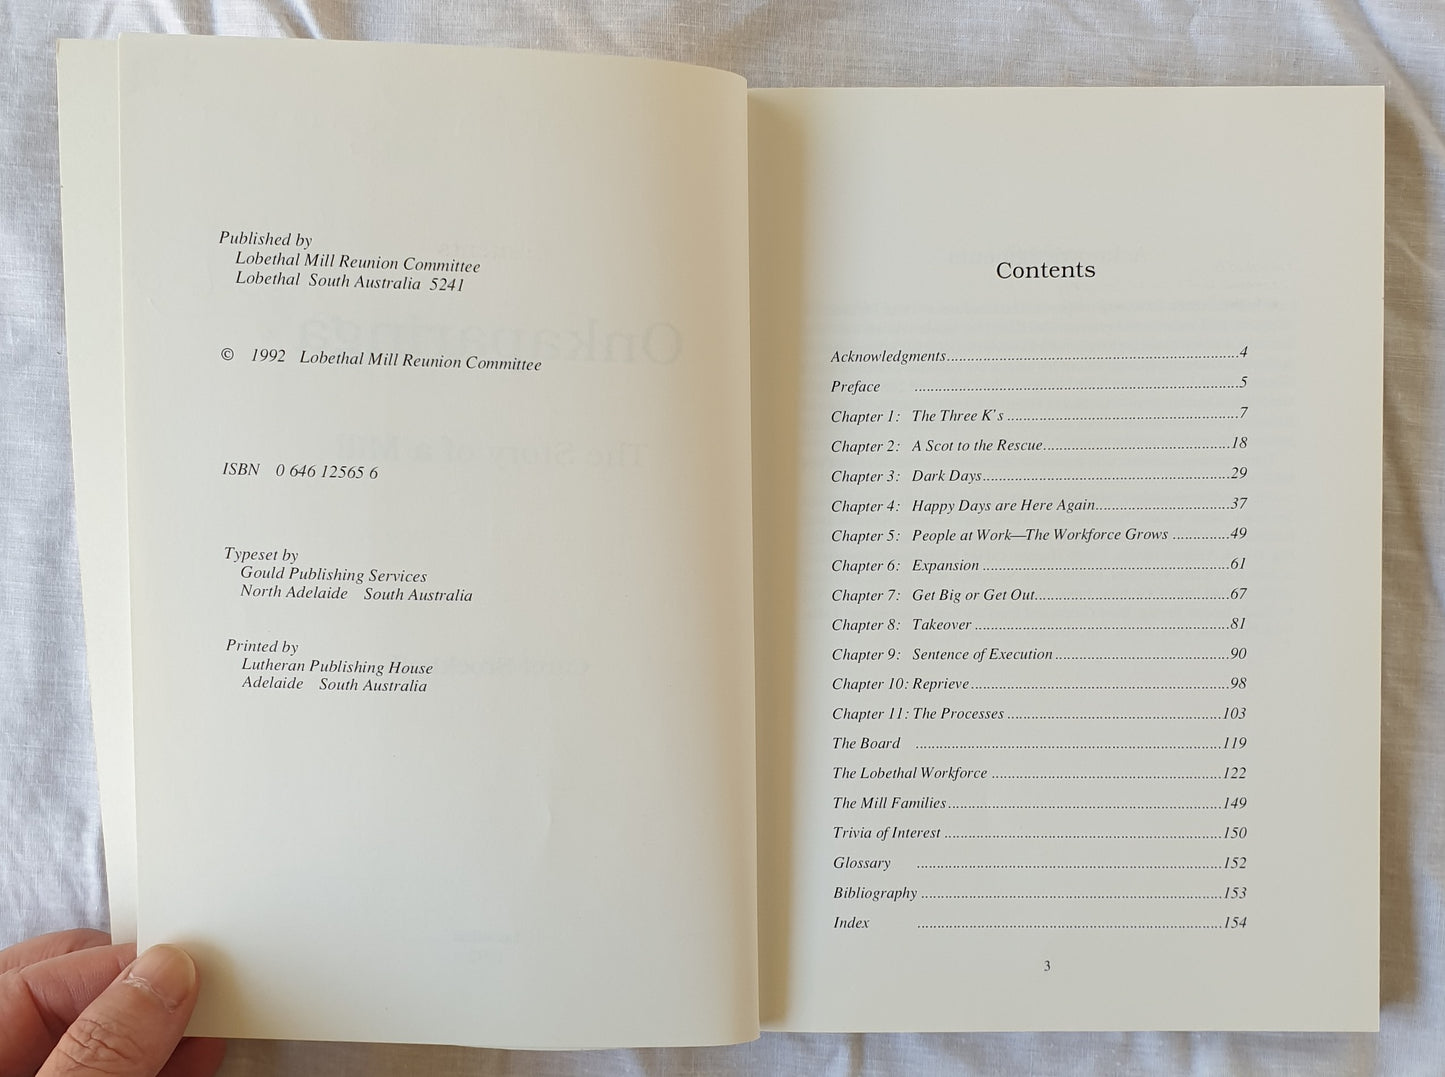 Published by
Lobethal Mill Reunion Committee
Lobethal South Australia 5241
© 1992 Lobethal Mill Reunion Committee
ISBN 0 646 12565 6
Typeset by
Gould Publishing Services
North Adelaide South Australia
Printed by
Lutheran Publishing House
Adelaide South Australia
Contents
Acknowledgments...4
Preface ...5
Chapter 1: The Three K's ...7
Chapter 2: A Scot to the Rescue...18
Chapter 3: Dark Days...29
Chapter 4: Happy Days are Here Again...37
Chapter 5: People at Work—The Workforce Grows ...49
Chapter 6: Expansion ...61
Chapter 7: Get Big or Get Out...67
Chapter 8: Takeover ...81
Chapter 9: Sentence of Execution ...90
Chapter 10: Reprieve ...98
Chapter 11: The Processes ...103
The Board ...119
The Lobethal Workforce ...122
The Mill Families...149
Trivia of Interest ...150
Glossary ...152
Bibliography ...153
Index ...154
3
Onkaparinga
The Story of a Mill